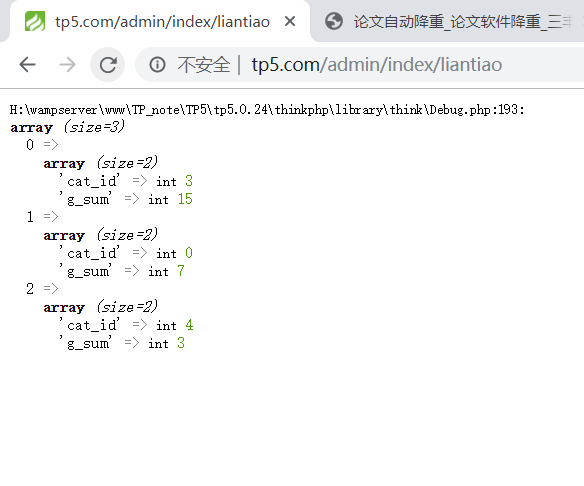 tp5.com/admin/index/liantiao
论文自动降重_论文软件降重_三丰
不安全 | tp5.com/admin/index/liantiao
H:\wampserver\www\TP_note\TP5\tp5.0.24\thinkphp\library\think\Debug.php:193:
array (size=3)
0 =>
array (size=2)
'cat_id' => int 3
'g_sum' => int 15
1 =>
array (size=2)
'cat_id' => int 0
'g_sum' => int 7
2 =>
array (size=2)
'cat_id' => int 4
'g_sum' => int 3